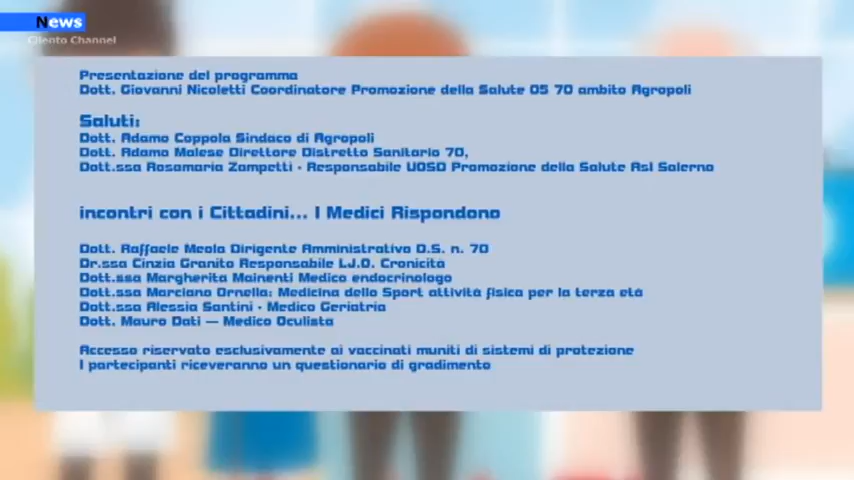 News
Cilento Channel
Presentazione del programma
Dott. Giovanni Nicoletti Coordinatore Promozione della Salute OS 70 ambito Agropoli
Saluti:
Dott. Adamo Coppola Sindaco di Agropoli
Dott. Adamo Malese Direttore Distretto Sanitario 70,
Dott.ssa Rosamaria Zampetti - Responsabile UOSD Promozione della Salute Asl Salerno
incontri con i Cittadini... I Medici Rispondono
Dott. Raffaele Meola Dirigente Amministrativo D.S. n. 70
Dr.ssa Cinzia Granito Responsabile LJ.O. Cronicità
Dott.ssa Margherita Mainenti Medico endocrinologo
Dott.ssa Marciano Ornella: Medicina dello Sport attività fisica per la terza età
Dott.ssa Alessia Santini - Medico Geriatria
Dott. Mauro Dati — Medico Oculista
Accesso riservato esclusivamente ai vaccinati muniti di sistemi di protezione
I partecipanti riceveranno un questionario di gradimento